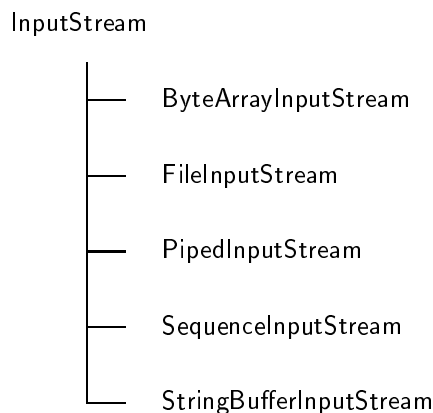 InputStream
ByteArrayInputStream
FileInputStream
PipedInputStream
SequenceInputStream
StringBufferInputStream